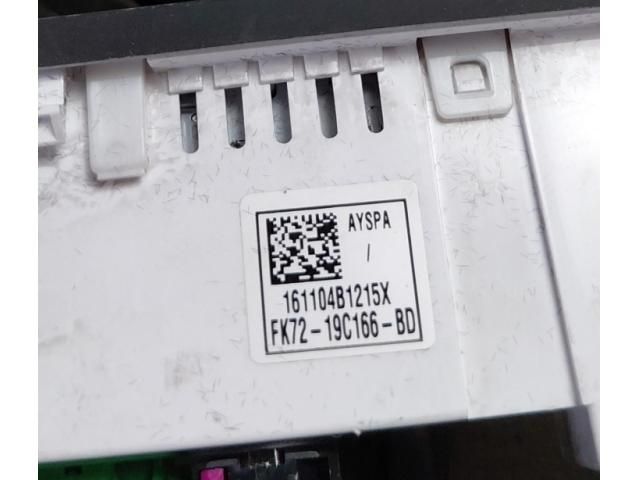 AYSPA
/
161104B1215X
FK72-19C166-BD